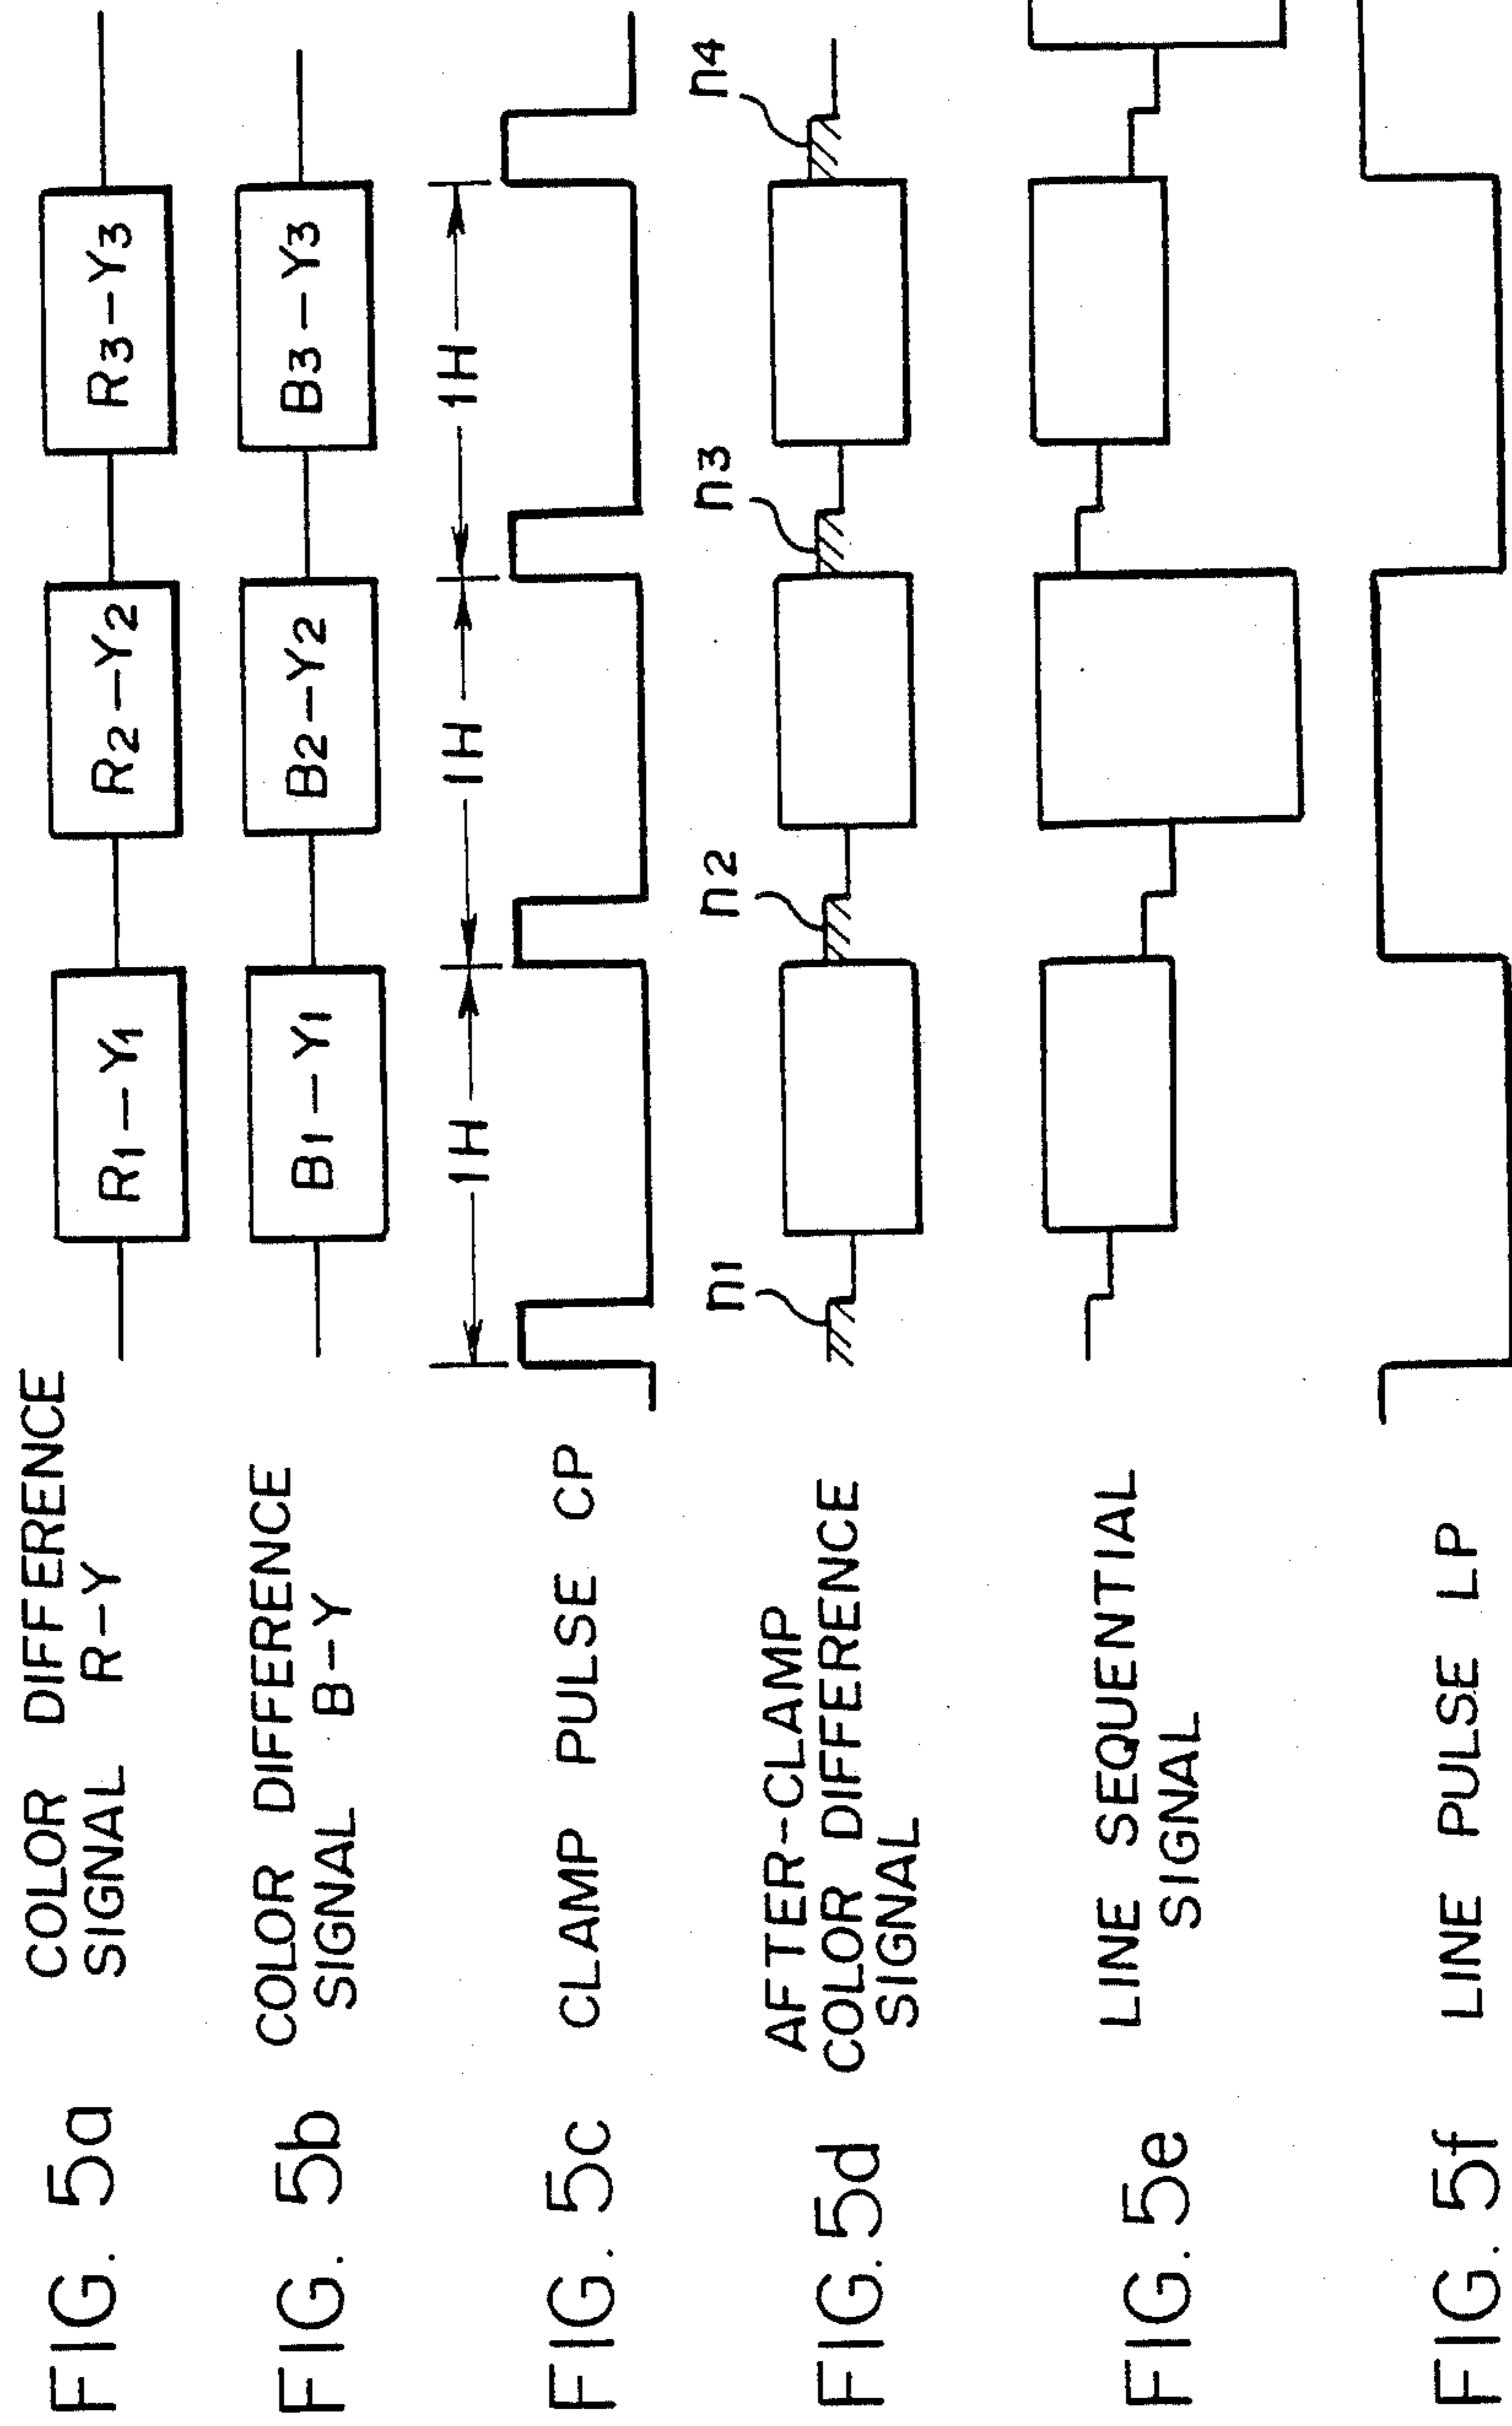 FIG. 5a
COLOR DIFFERENCE
SIGNAL R-Y
R1-Y1
R2-Y2
R3-Y3
FIG. 5b
COLOR DIFFERENCE
SIGNAL B-Y
B1-Y1
B2-Y2
B3-Y3
FIG. 5c
CLAMP PULSE CP
1H
1H
1H
FIG. 5d
AFTER-CLAMP
COLOR DIFFERENCE
SIGNAL
n1
n2
n3
n4
FIG. 5e
LINE SEQUENTIAL
SIGNAL
FIG. 5f
LINE PULSE LP